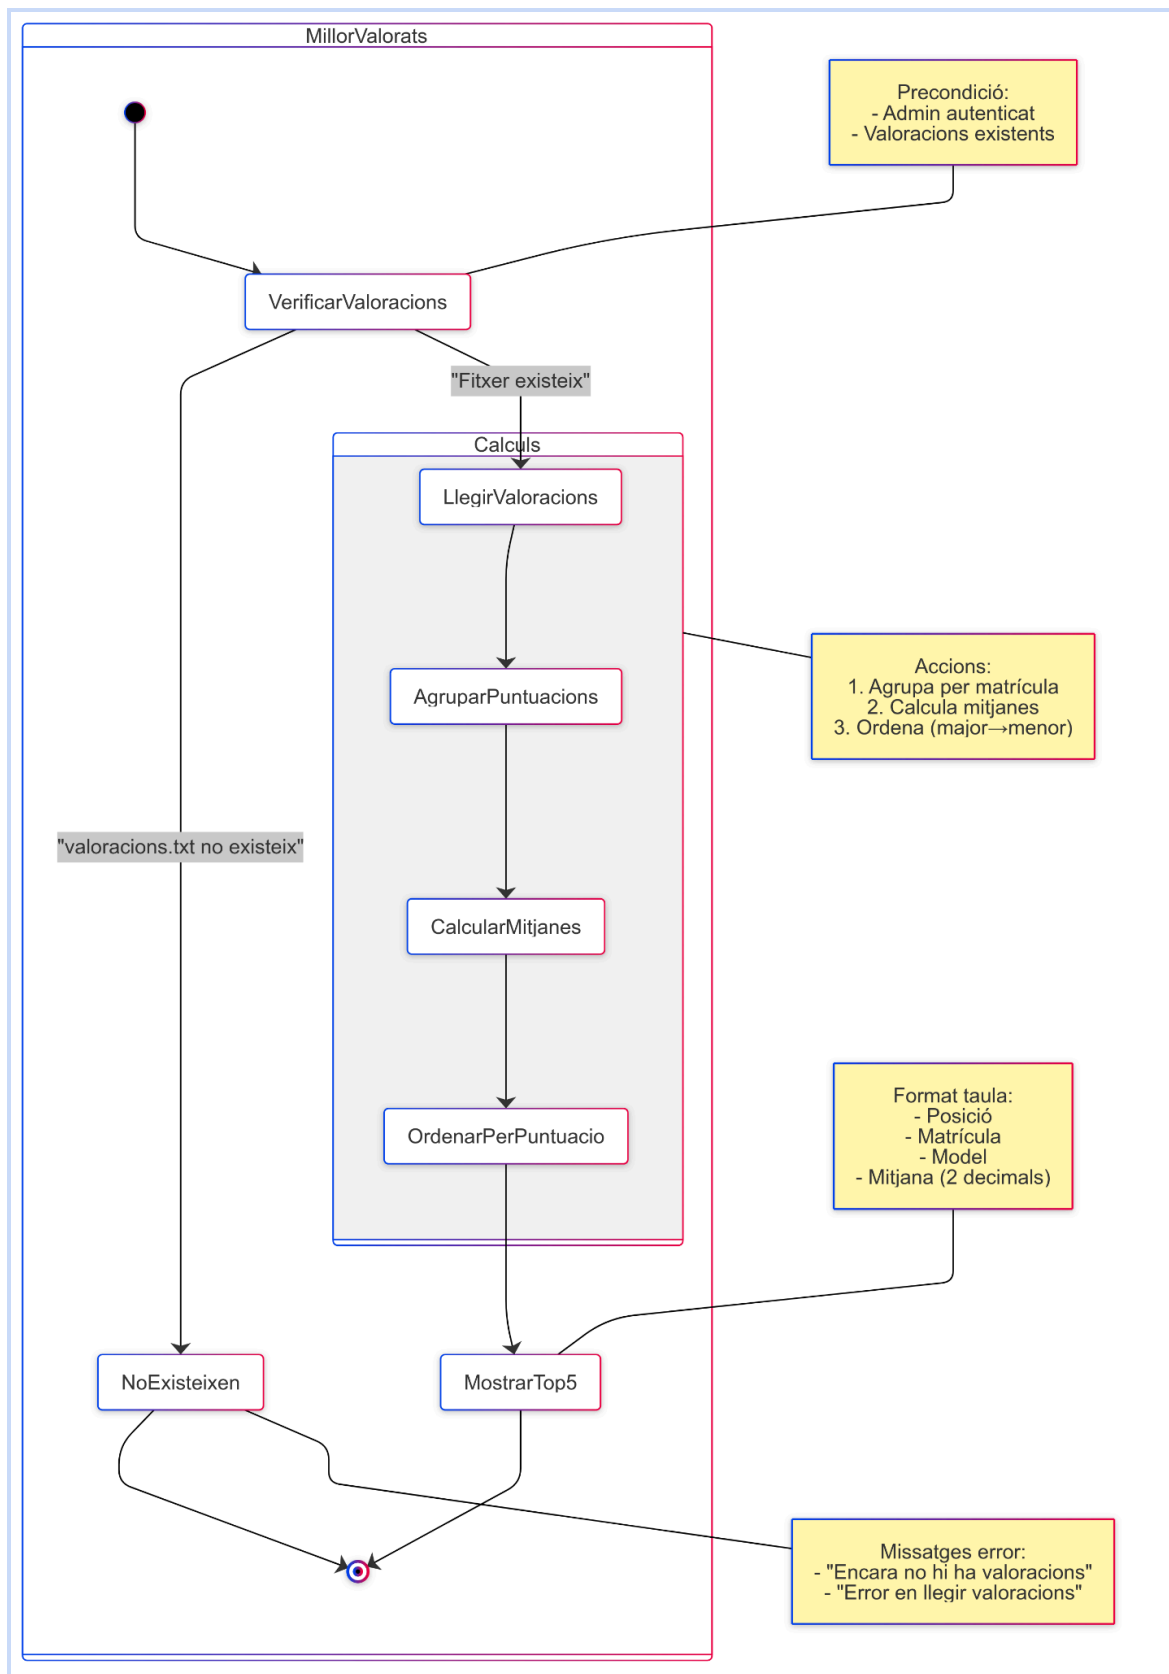 MillorValorats
Precondició:
- Admin autenticat
- Valoracions existents
VerificarValoracions
"Fitxer existeix"
Calculs
LlegirValoracions
Accions:
1. Agrupa per matrícula
2. Calcula mitjanes
3. Ordena (major→menor)
AgruparPuntuacions
"valoracions.txt no existeix"
CalcularMitjanes
Format taula:
- Posició
- Matrícula
- Model
- Mitjana (2 decimals)
OrdenarPerPuntuacio
NoExisteixen
MostrarTop5
Missatges error:
- "Encara no hi ha valoracions"
- "Error en llegir valoracions"